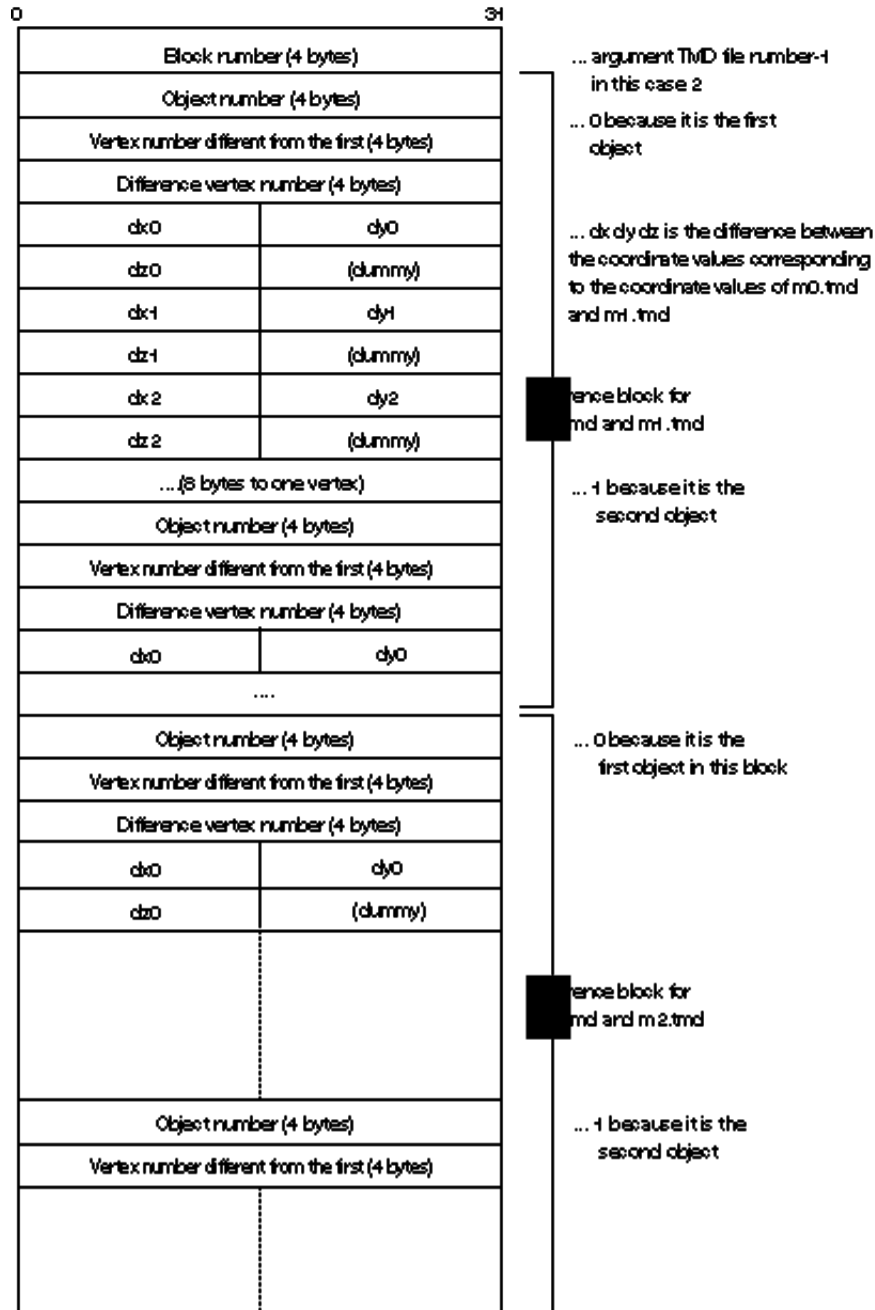 0 31
Block number (4 bytes)
... argument TMD file number-1
in this case 2
Object number (4 bytes)
... 0 because it is the first
object
Vertex number different from the first (4 bytes)
Difference vertex number (4 bytes)
dx0 dy0
dz0 (dummy)
dx1 dy1
dz1 (dummy)
dx2 dy2
dz2 (dummy)
... dx dy dz is the difference between
the coordinate values corresponding
to the coordinate values of m0.tmd
and m1.tmd
block for
and m1.tmd
....(8 bytes to one vertex)
... 1 because it is the
second object
Object number (4 bytes)
Vertex number different from the first (4 bytes)
Difference vertex number (4 bytes)
dx0 dy0
....
Object number (4 bytes)
... 0 because it is the
first object in this block
Vertex number different from the first (4 bytes)
Difference vertex number (4 bytes)
dx0 dy0
dz0 (dummy)
block for
and m2.tmd
Object number (4 bytes)
... 1 because it is the
second object
Vertex number different from the first (4 bytes)